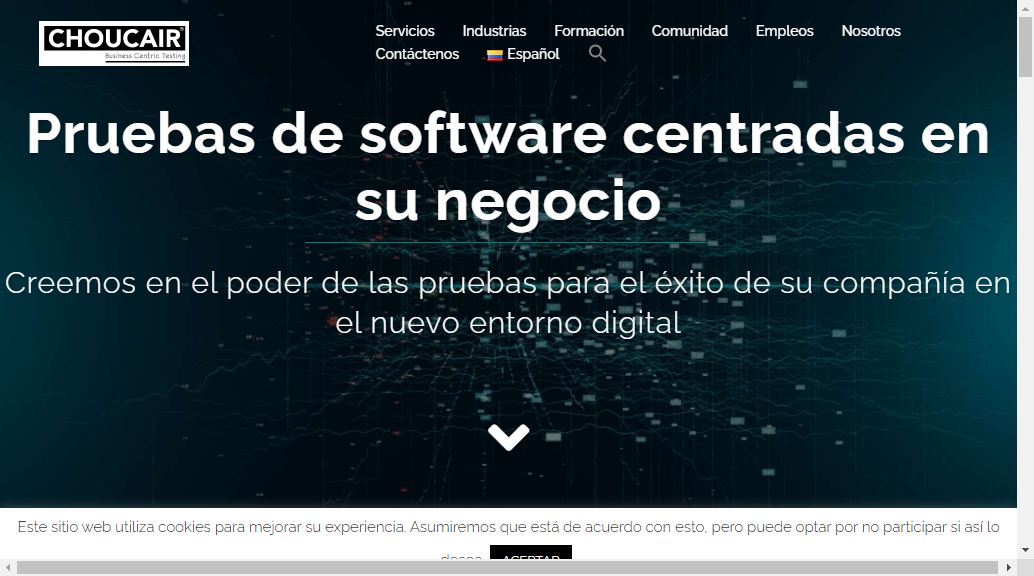 CHOUCAIR
Business Centric Testing
Servicios Industrias Formación Comunidad Empleos Nosotros
Contáctenos Español
Pruebas de software centradas en
su negocio
Creemos en el poder de las pruebas para el éxito de su compañía en
el nuevo entorno digital
Este sitio web utiliza cookies para mejorar su experiencia. Asumiremos que está de acuerdo con esto, pero puede optar por no participar si así lo
desea. ACEPTAR